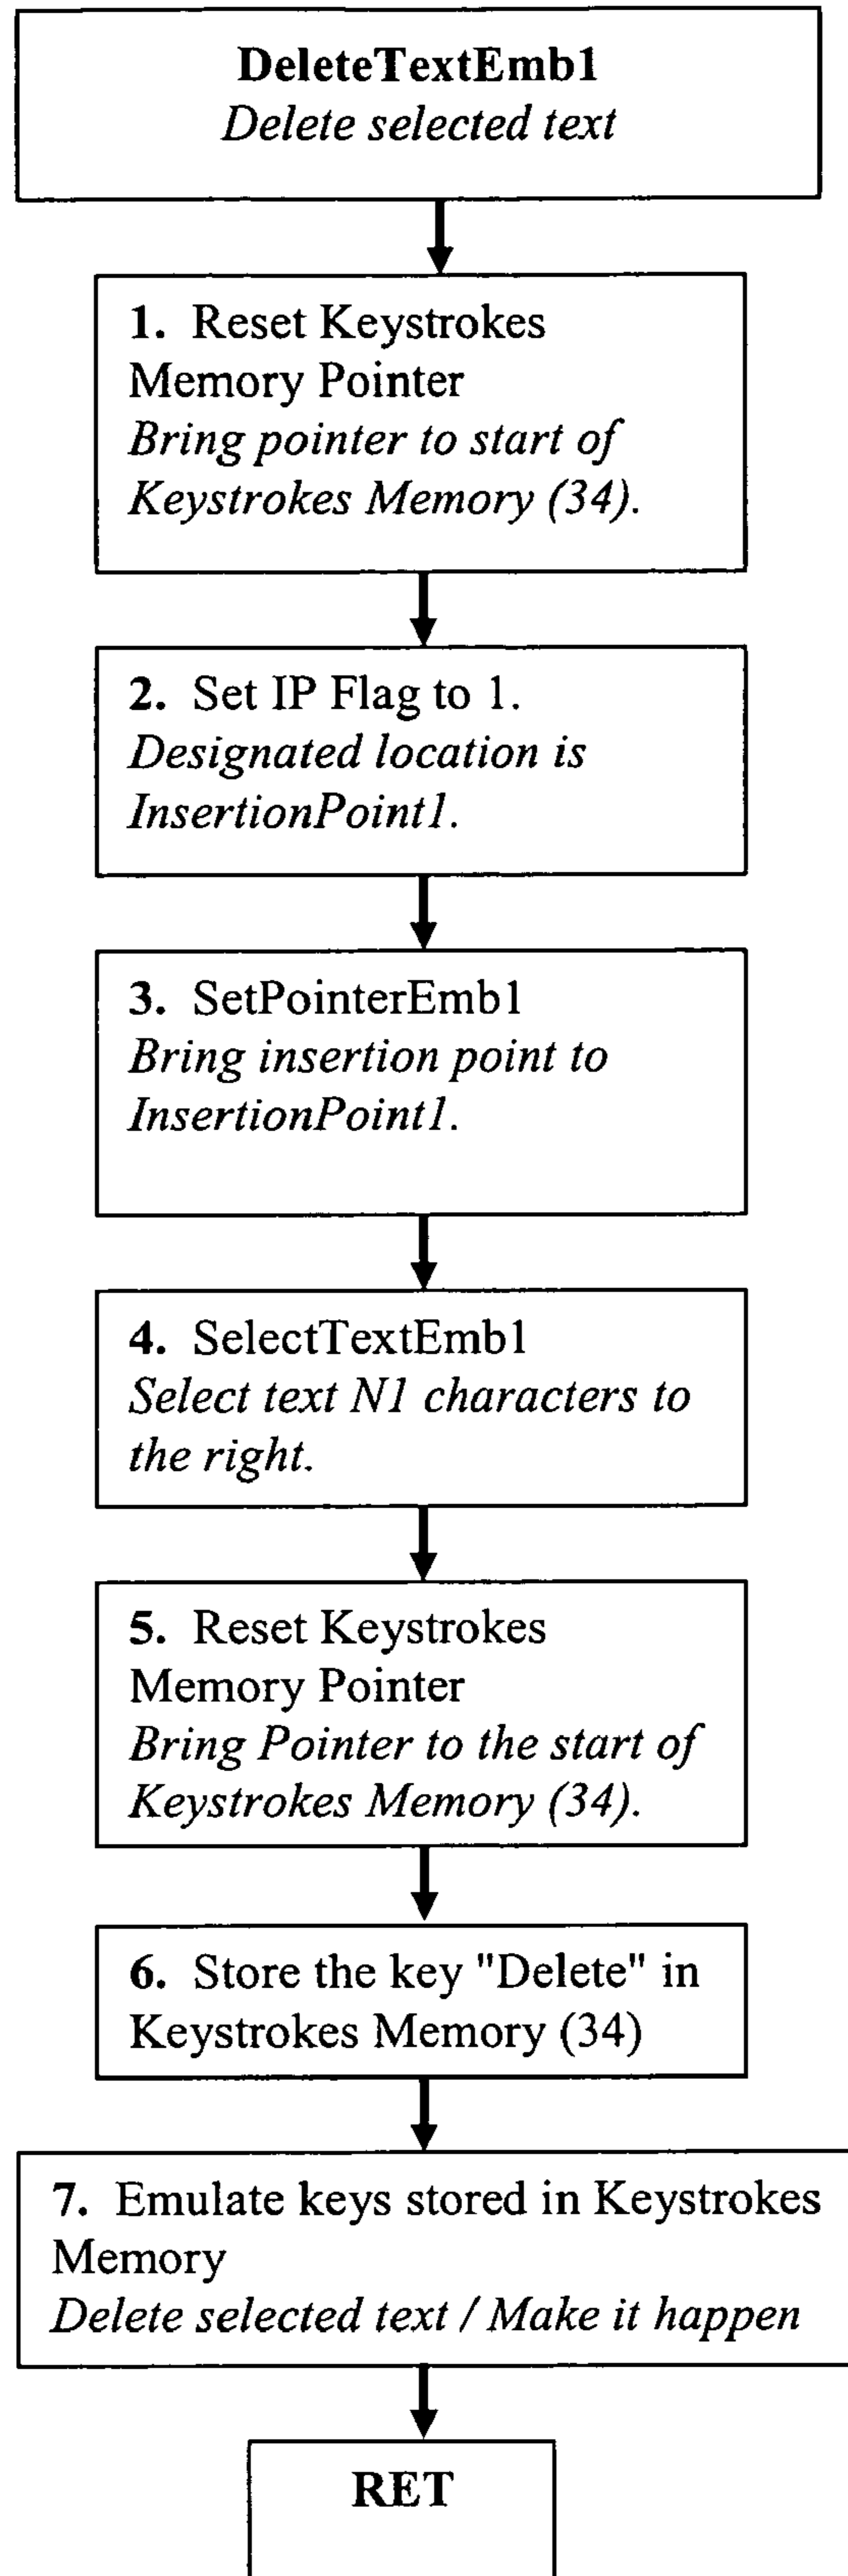 DeleteTextEmb1
Delete selected text
1. Reset Keystrokes
Memory Pointer
Bring pointer to start of
Keystrokes Memory (34).
2. Set IP Flag to 1.
Designated location is
InsertionPoint1.
3. SetPointerEmb1
Bring insertion point to
InsertionPoint1.
4. SelectTextEmb1
Select text N1 characters to
the right.
5. Reset Keystrokes
Memory Pointer
Bring Pointer to the start of
Keystrokes Memory (34).
6. Store the key "Delete" in
Keystrokes Memory (34)
7. Emulate keys stored in Keystrokes
Memory
Delete selected text / Make it happen
RET